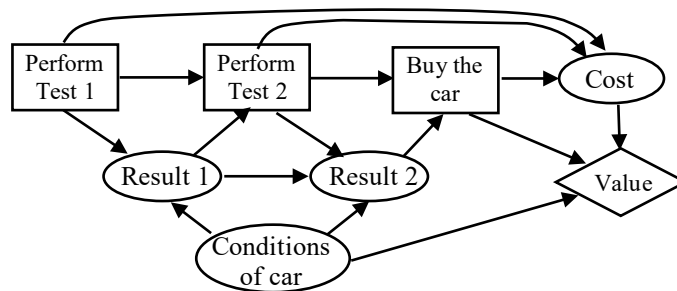 Perform
Test 1
Perform
Test 2
Buy the
car
Cost
Result 1
Result 2
Value
Conditions
of car